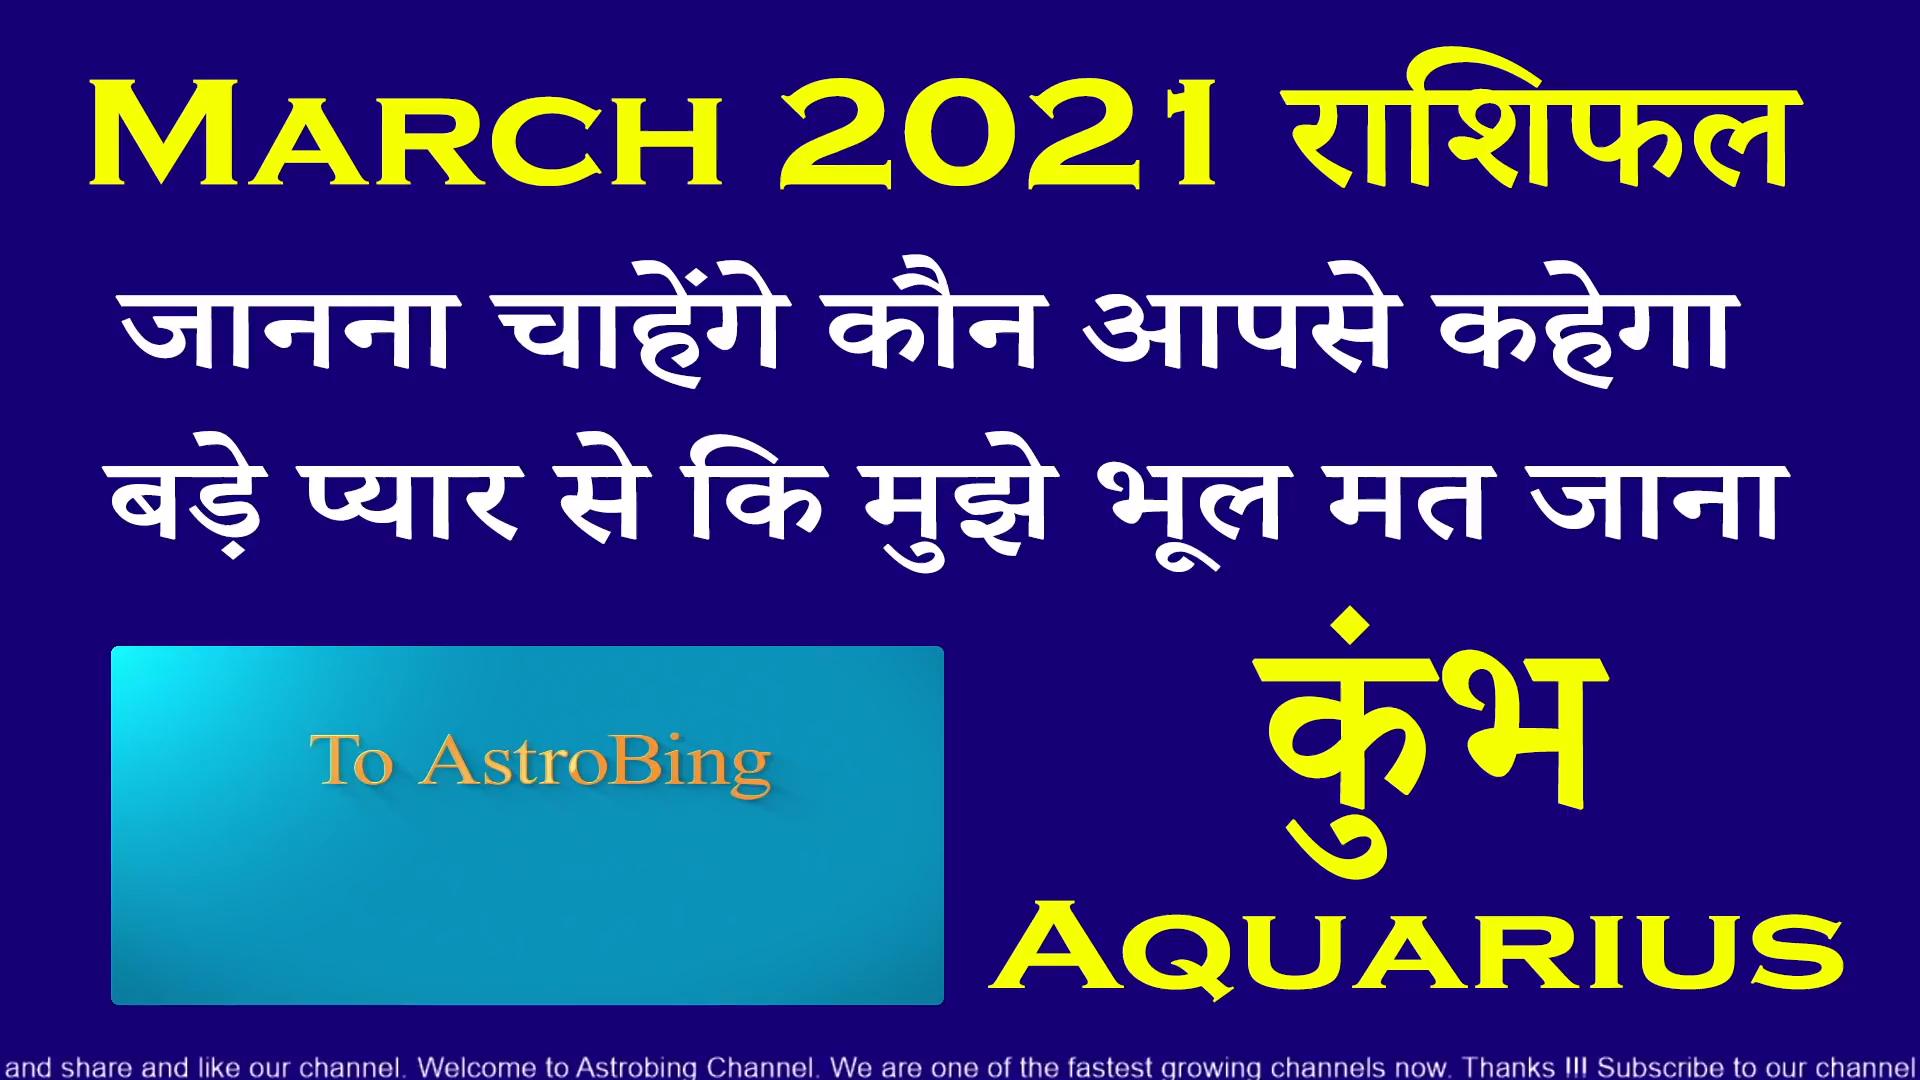 March 2021 राशिफल
जानना चाहेंगे कौन आपसे कहेगा
बड़े प्यार से कि मुझे भूल मत जाना
To AstroBing
कुंभ
Aquarius
and share and like our channel. Welcome to Astrobing Channel. We are one of the fastest growing channels now. Thanks !!! Subscribe to our channel